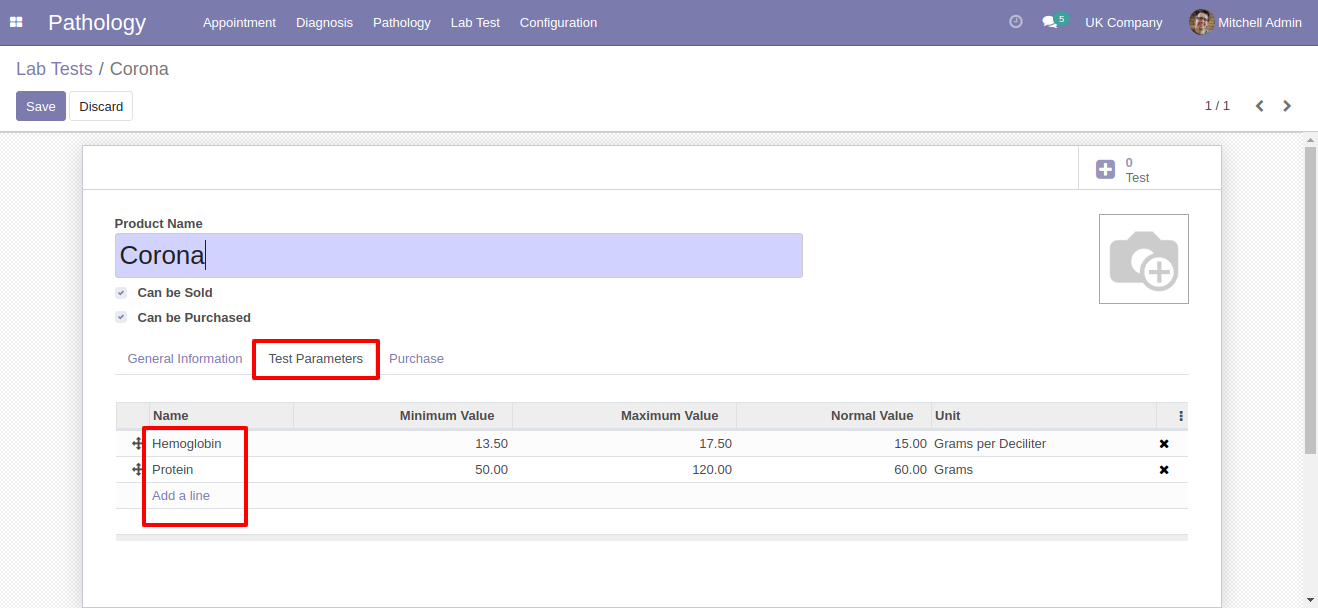 Pathology Appointment Diagnosis Pathology Lab Test Configuration 5 UK Company Mitchell Admin
Lab Tests / Corona
Save Discard 1 / 1
0
Test
Product Name
Corona
Can be Sold
Can be Purchased
General Information Test Parameters Purchase
Name Minimum Value Maximum Value Normal Value Unit
Hemoglobin 13.50 17.50 15.00 Grams per Deciliter
Protein 50.00 120.00 60.00 Grams
Add a line